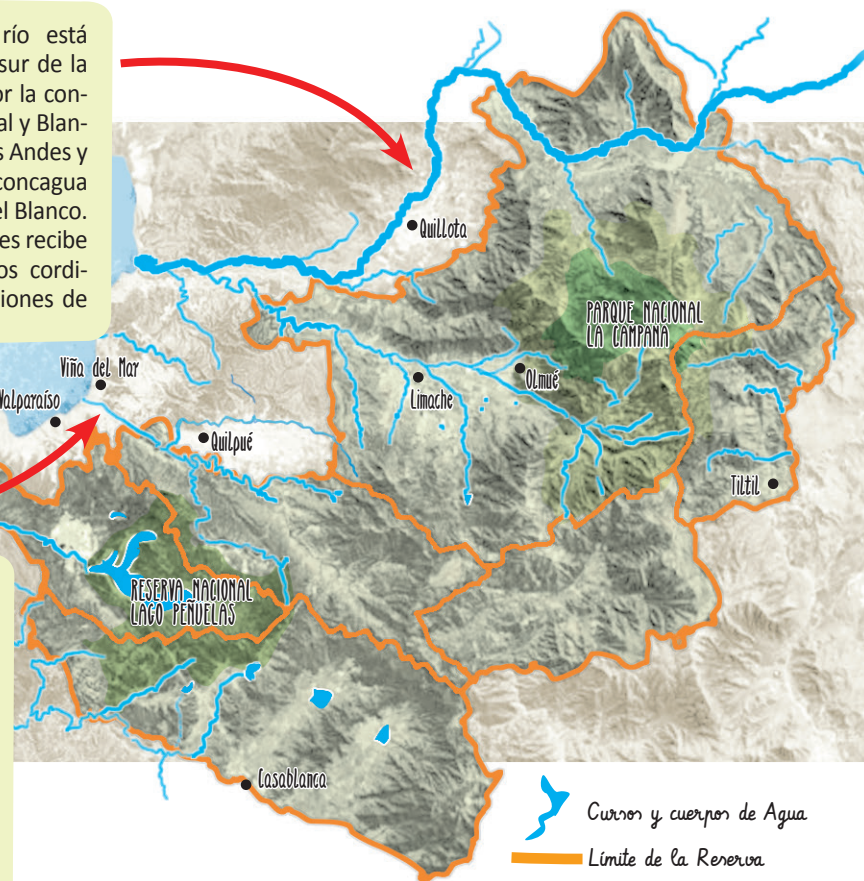 río está
sur de la
or la con-
al y Blan-
s Andes y
concagua
el Blanco.
es recibe
os cordi-
iones de
Quillota
PARQUE NACIONAL
LA CAMPANA
Viña del Mar
Valparaíso
Limache
Olmué
Quilpué
Tiltil
RESERVA NACIONAL
LAGO PEÑUELAS
Casablanca
Cursos y cuerpos de Agua
Límite de la Reserva